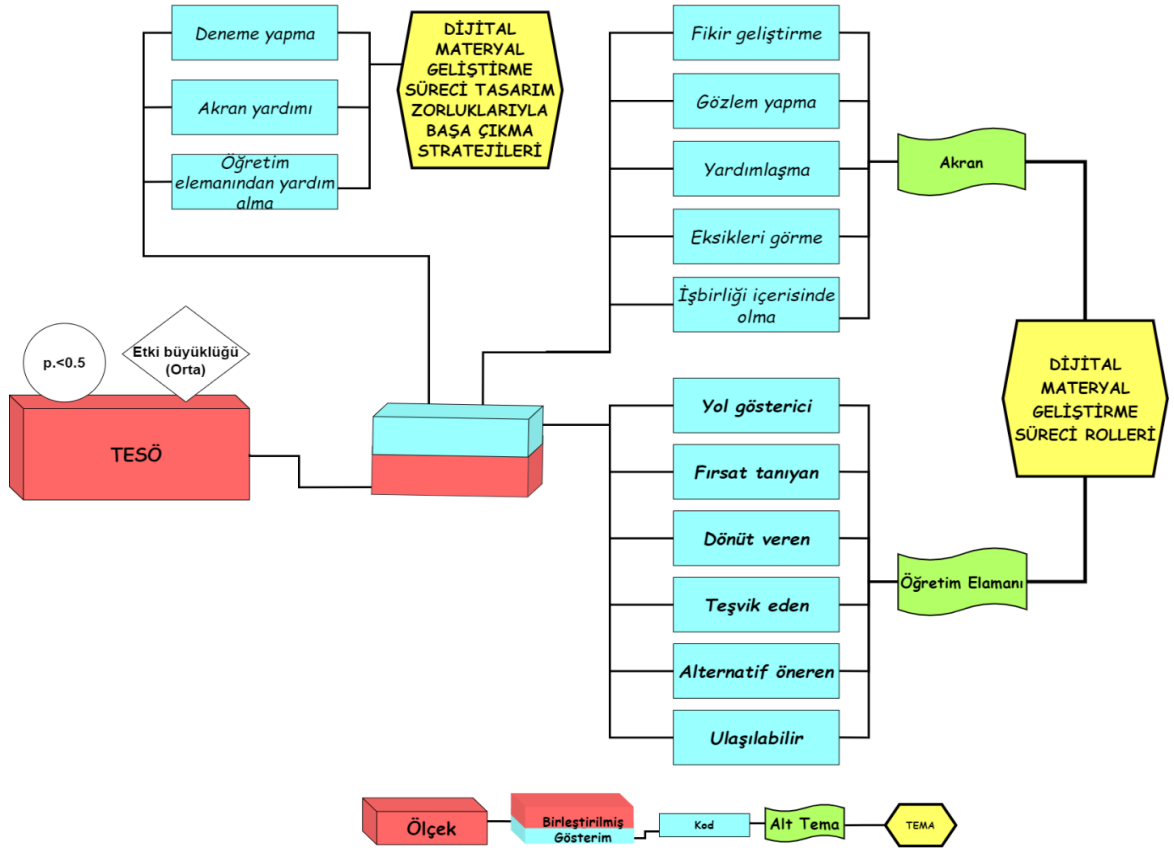 Deneme yapma
Akran yardımı
Öğretim
elemanından yardım
alma
DİJİTAL
MATERYAL
GELİŞTİRME
SÜRECİ TASARIM
ZORLUKLARIYLA
BAŞA ÇIKMA
STRATEJİLERİ
Fikir geliştirme
Gözlem yapma
Yardımlaşma
Eksikleri görme
İşbirliği içerisinde
olma
Akran
p.<0.5
Etki büyüklüğü
(Orta)
TESÖ
DİJİTAL
MATERYAL
GELİŞTİRME
SÜRECİ ROLLERİ
Yol gösterici
Fırsat tanıyan
Dönüt veren
Teşvik eden
Alternatif öneren
Ulaşılabilir
Öğretim Elamanı
Ölçek
Birleştirilmiş
Gösterim
Kod
Alt Tema
TEMA